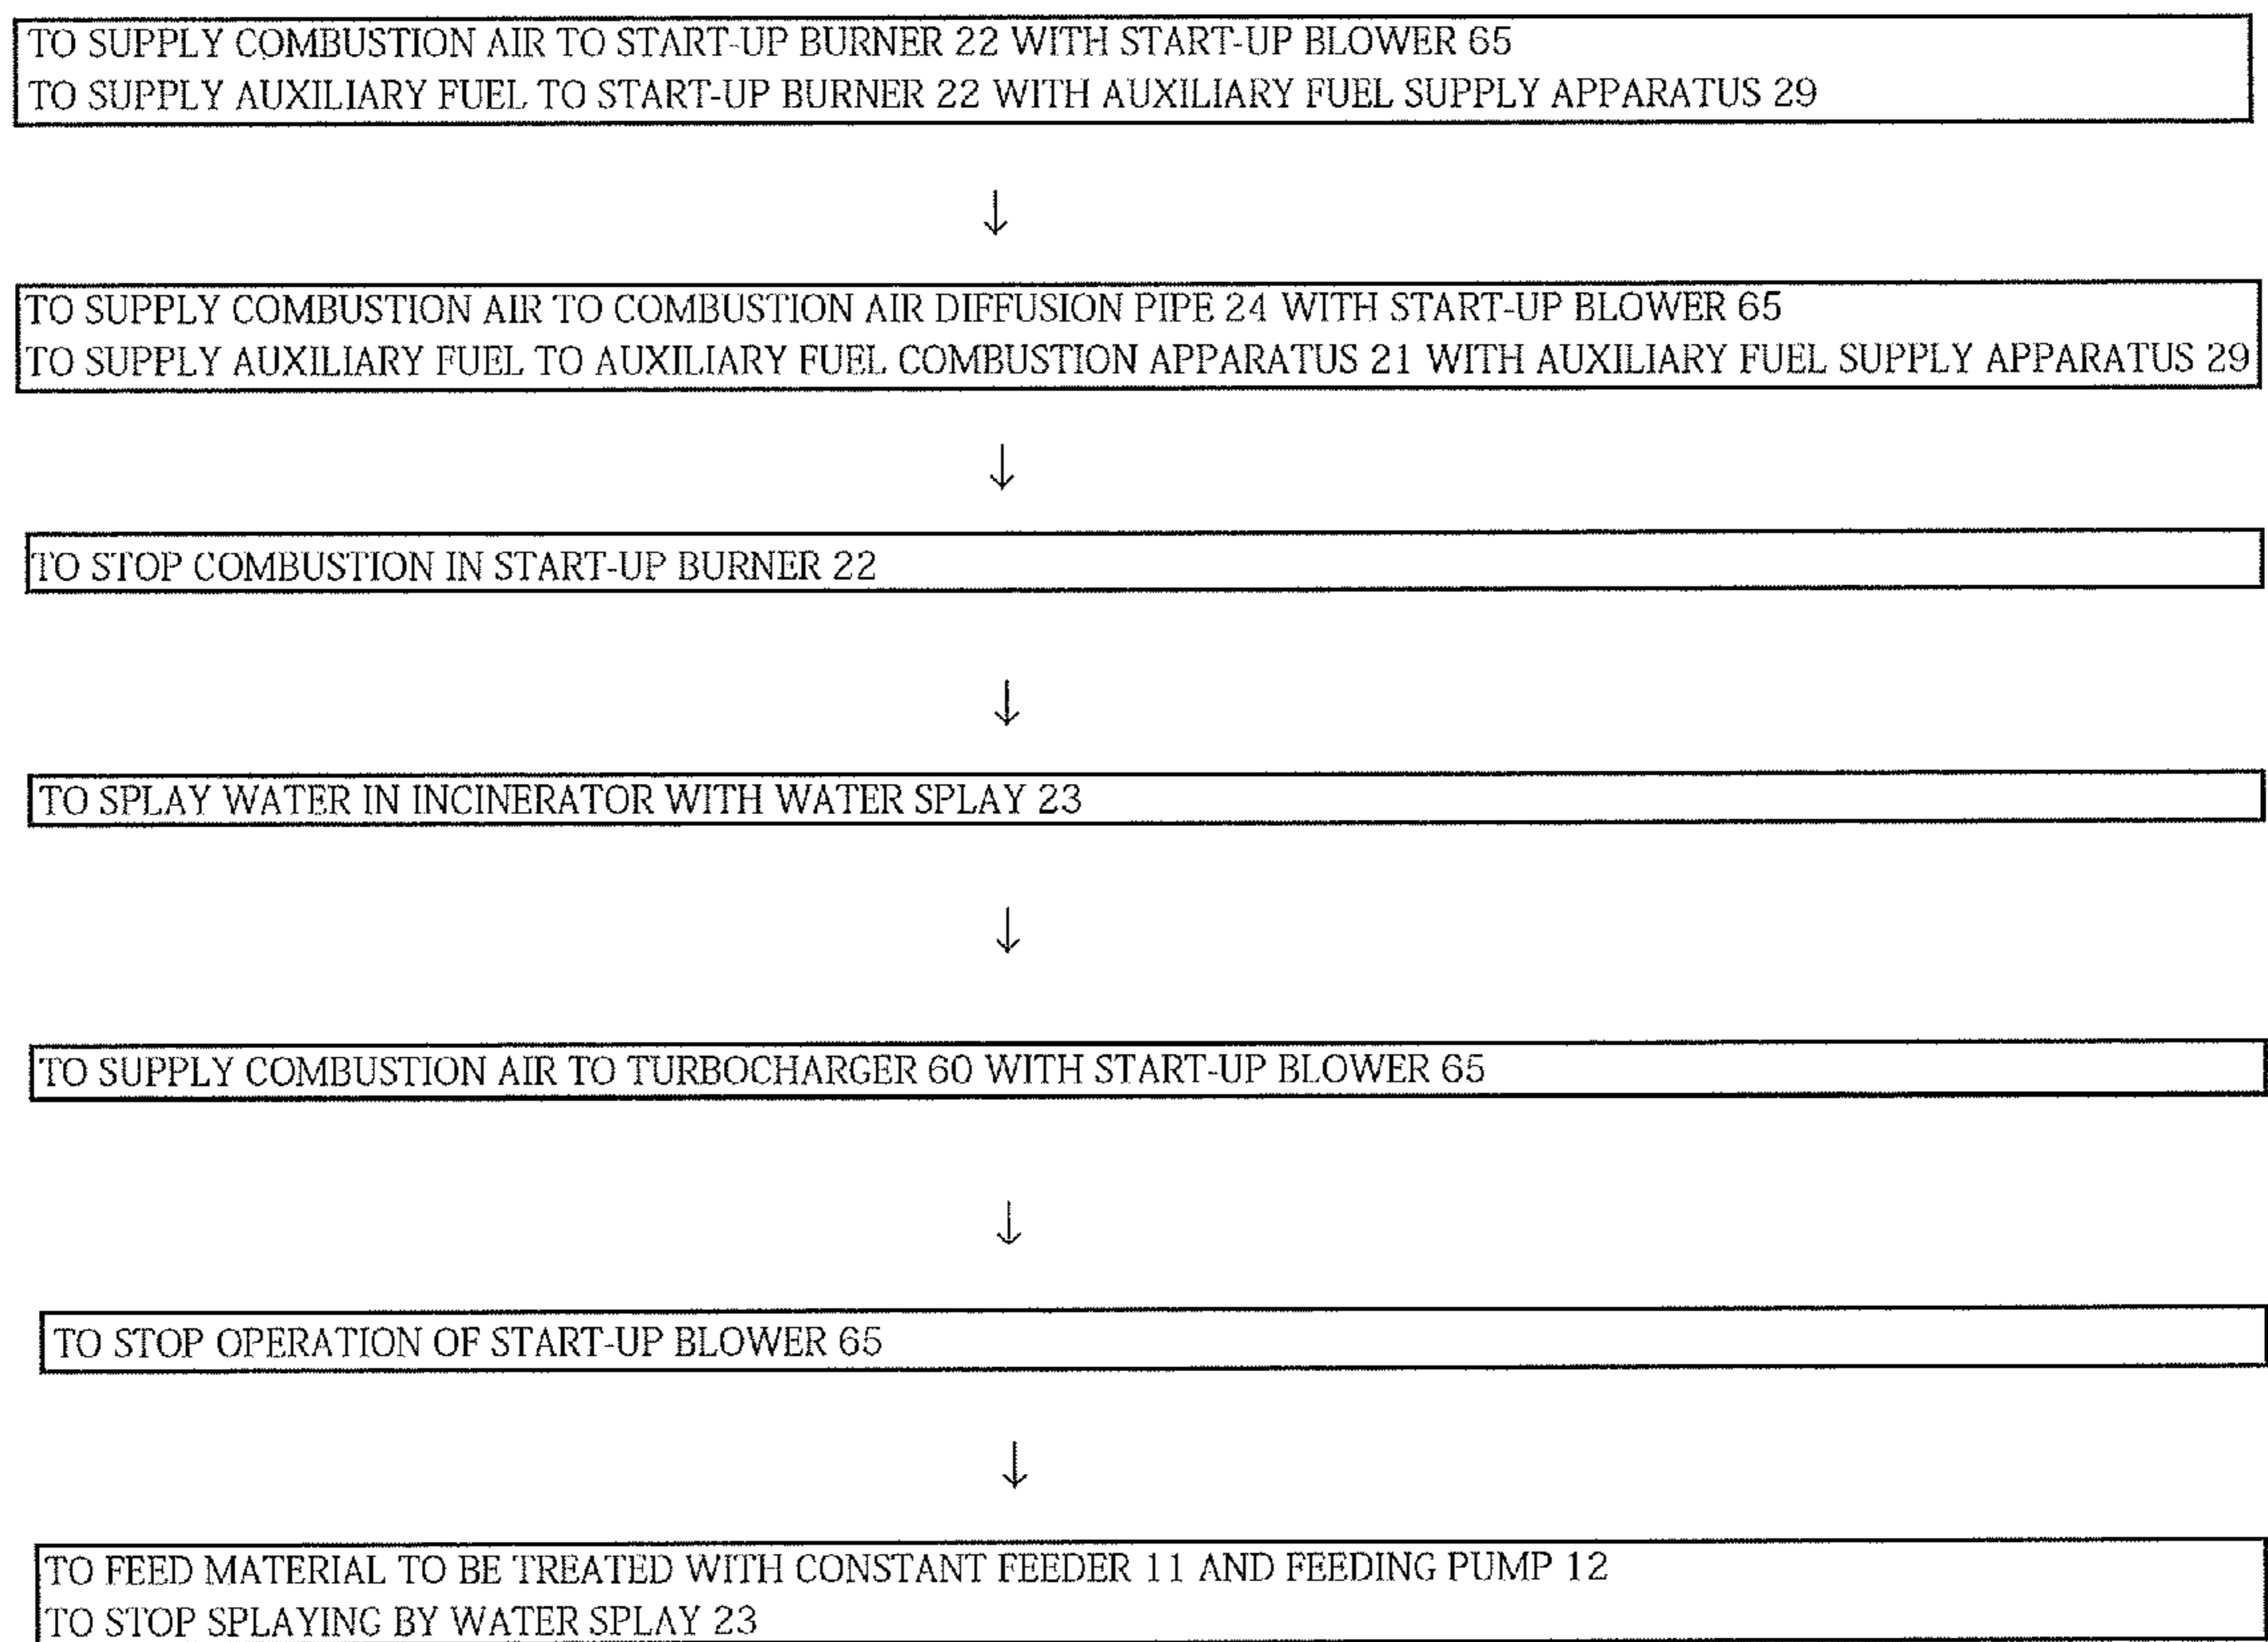 TO SUPPLY COMBUSTION AIR TO START-UP BURNER 22 WITH START-UP BLOWER 65
TO SUPPLY AUXILIARY FUEL TO START-UP BURNER 22 WITH AUXILIARY FUEL SUPPLY APPARATUS 29
↓
TO SUPPLY COMBUSTION AIR TO COMBUSTION AIR DIFFUSION PIPE 24 WITH START-UP BLOWER 65
TO SUPPLY AUXILIARY FUEL TO AUXILIARY FUEL COMBUSTION APPARATUS 21 WITH AUXILIARY FUEL SUPPLY APPARATUS 29
↓
TO STOP COMBUSTION IN START-UP BURNER 22
↓
TO SPLAY WATER IN INCINERATOR WITH WATER SPLAY 23
↓
TO SUPPLY COMBUSTION AIR TO TURBOCHARGER 60 WITH START-UP BLOWER 65
↓
TO STOP OPERATION OF START-UP BLOWER 65
↓
TO FEED MATERIAL TO BE TREATED WITH CONSTANT FEEDER 11 AND FEEDING PUMP 12
TO STOP SPLAYING BY WATER SPLAY 23